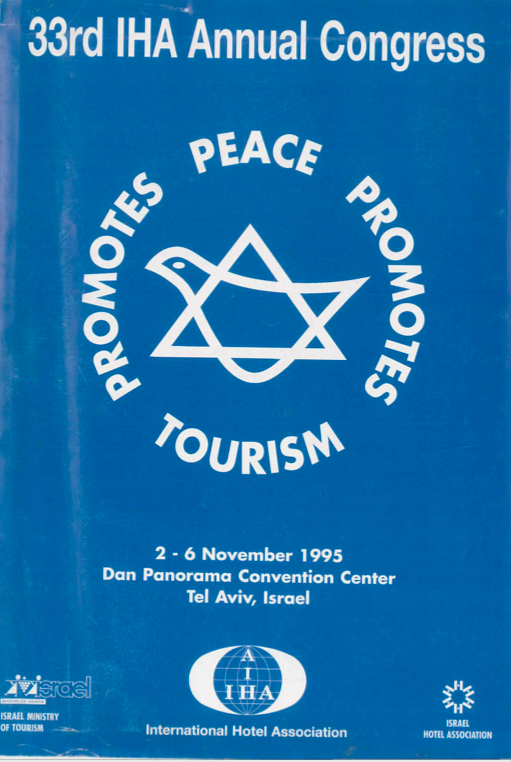 33rd IHA Annual Congress
PEACE
PROMOTES
TOURISM
PROMOTES
2 - 6 November 1995
Dan Panorama Convention Center
Tel Aviv, Israel
A
I
IHA
International Hotel Association
israel
ISRAEL MINISTRY
OF TOURISM
H
H
ISRAEL
HOTEL ASSOCIATION